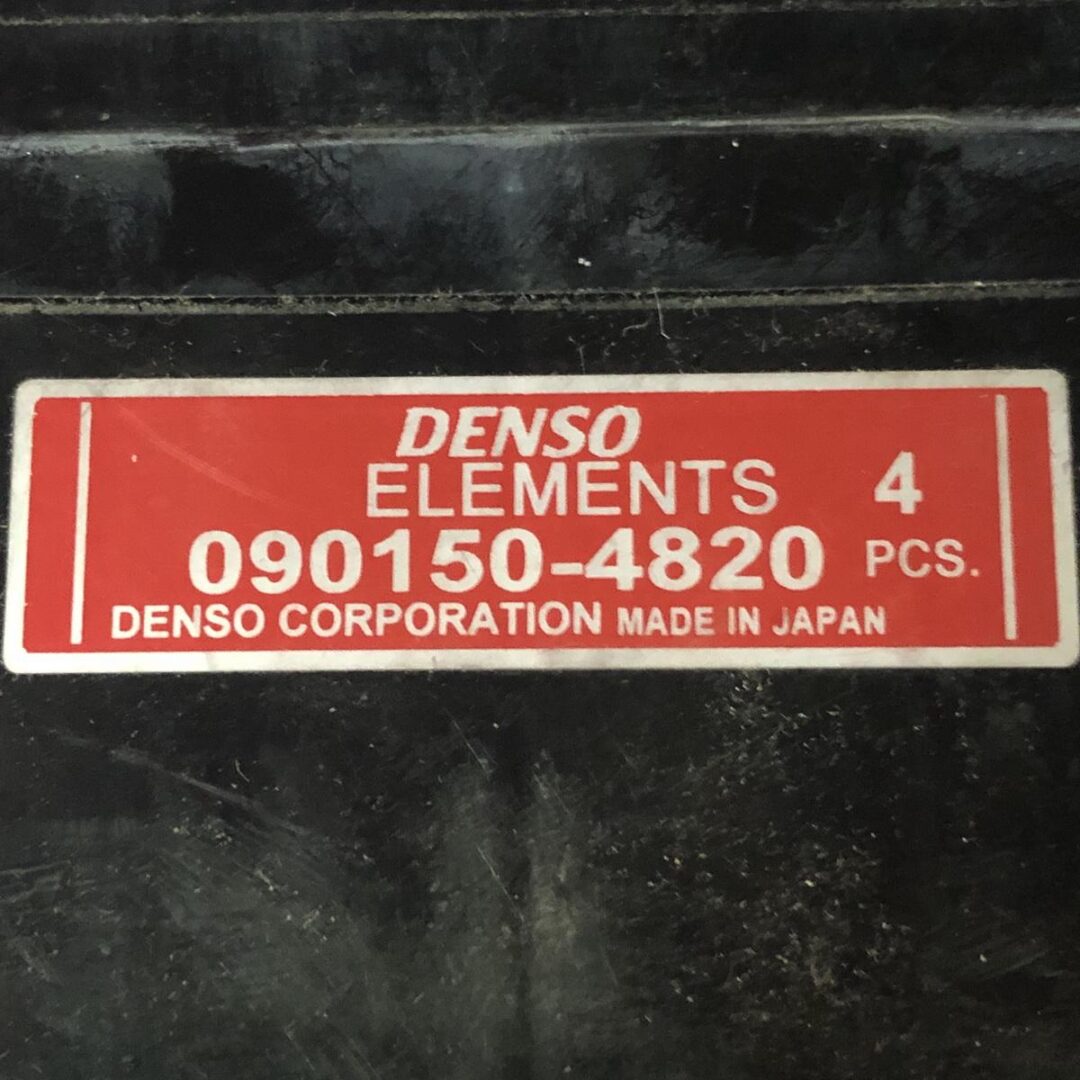 DENSO
ELEMENTS 4
090150-4820 PCS.
DENSO CORPORATION MADE IN JAPAN